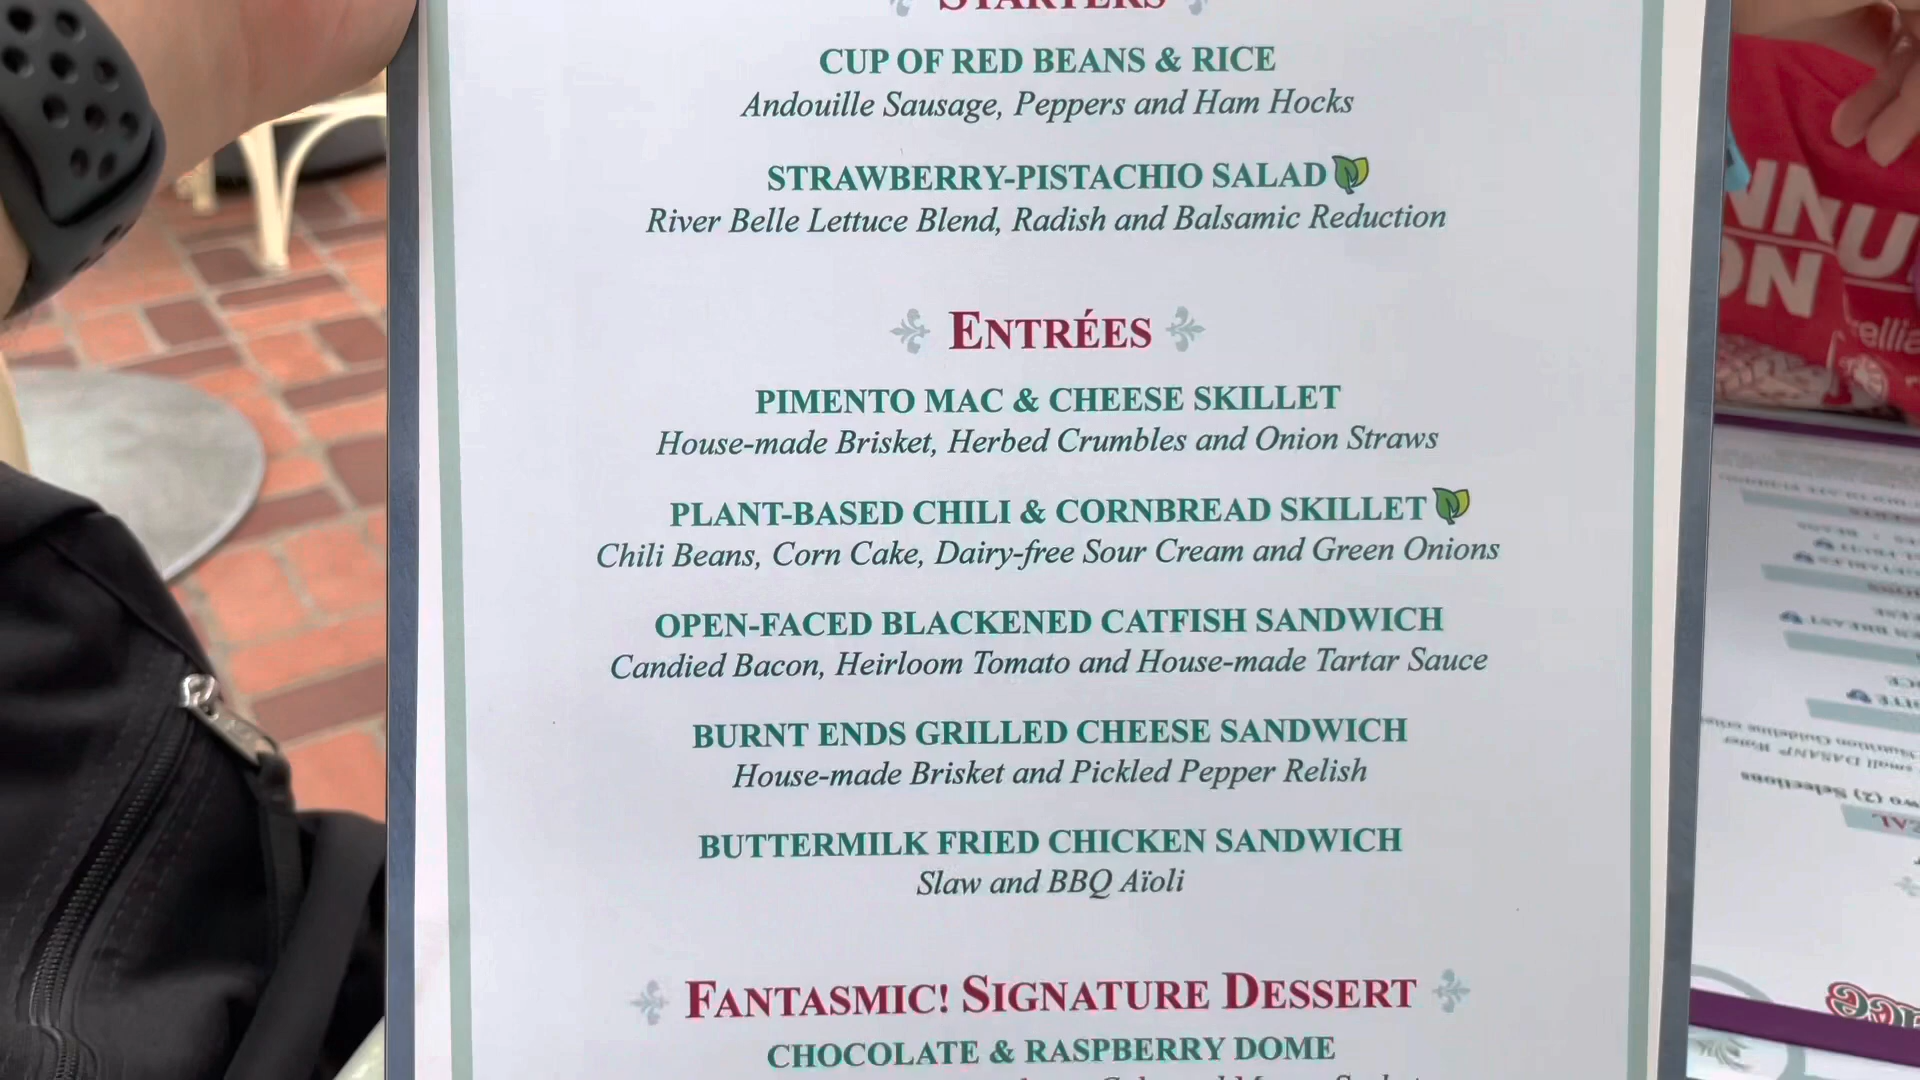 STARTERS
CUP OF RED BEANS & RICE
Andouille Sausage, Peppers and Ham Hocks
STRAWBERRY-PISTACHIO SALAD
River Belle Lettuce Blend, Radish and Balsamic Reduction
ENTRÉES
PIMENTO MAC & CHEESE SKILLET
House-made Brisket, Herbed Crumbles and Onion Straws
PLANT-BASED CHILI & CORNBREAD SKILLET
Chili Beans, Corn Cake, Dairy-free Sour Cream and Green Onions
OPEN-FACED BLACKENED CATFISH SANDWICH
Candied Bacon, Heirloom Tomato and House-made Tartar Sauce
BURNT ENDS GRILLED CHEESE SANDWICH
House-made Brisket and Pickled Pepper Relish
BUTTERMILK FRIED CHICKEN SANDWICH
Slaw and BBQ Aïoli
FANTASMIC! SIGNATURE DESSERT
CHOCOLATE & RASPBERRY DOME